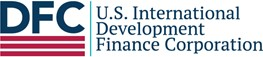 DFC
U.S. International
Development
Finance Corporation